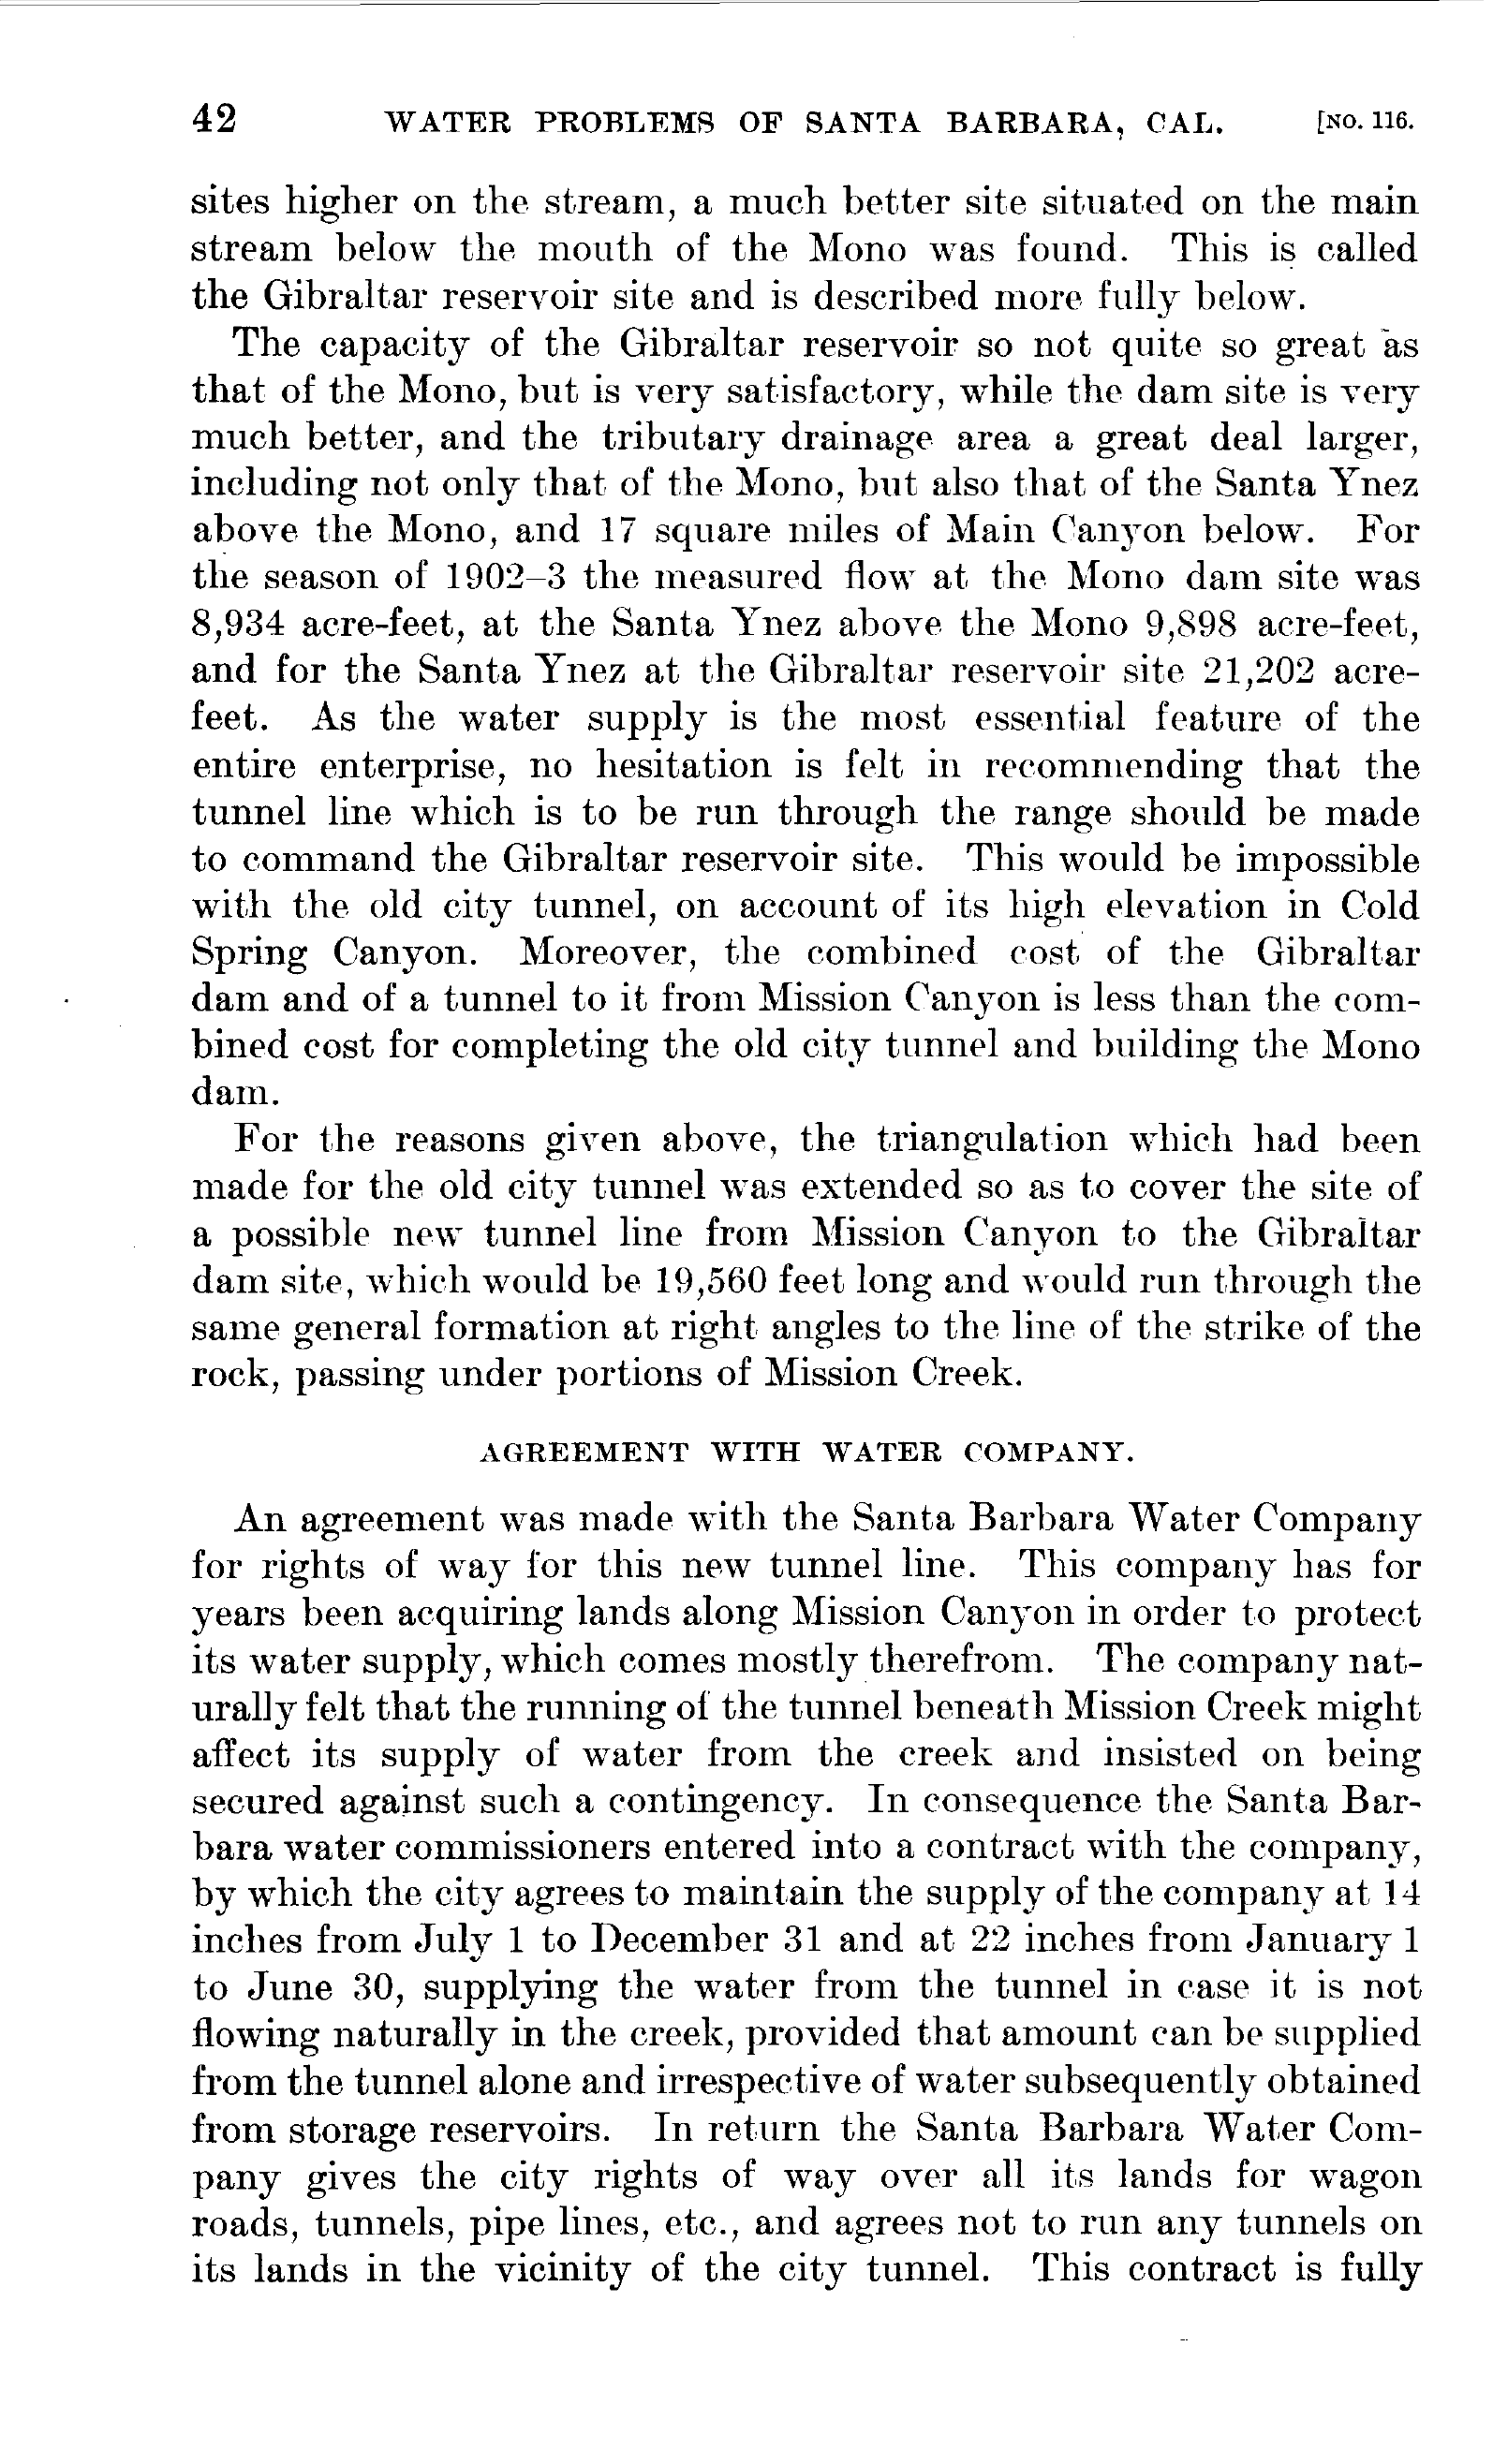 42 WATER PROBLEMS OF SANTA BARBARA, CAL. [NO. 116.
sites higher on the stream, a much better site situated on the main
stream below the mouth of the Mono was found. This is called
the Gibraltar reservoir site and is described more fully below.
The capacity of the Gibraltar reservoir so not quite so great as
that of the Mono, but is very satisfactory, while the dam site is very
much better, and the tributary drainage area a great deal larger,
including not only that of the Mono, but also that of the Santa Ynez
above the Mono, and 17 square miles of Main Canyon below. For
the season of 1902–3 the measured flow at the Mono dam site was
8,934 acre-feet, at the Santa Ynez above the Mono 9,898 acre-feet,
and for the Santa Ynez at the Gibraltar reservoir site 21,202 acre-
feet. As the water supply is the most essential feature of the
entire enterprise, no hesitation is felt in recommending that the
tunnel line which is to be run through the range should be made
to command the Gibraltar reservoir site. This would be impossible
with the old city tunnel, on account of its high elevation in Cold
Spring Canyon. Moreover, the combined cost of the Gibraltar
dam and of a tunnel to it from Mission Canyon is less than the com-
bined cost for completing the old city tunnel and building the Mono
dam.
For the reasons given above, the triangulation which had been
made for the old city tunnel was extended so as to cover the site of
a possible new tunnel line from Mission Canyon to the Gibraltar
dam site, which would be 19,560 feet long and would run through the
same general formation at right angles to the line of the strike of the
rock, passing under portions of Mission Creek.
AGREEMENT WITH WATER COMPANY.
An agreement was made with the Santa Barbara Water Company
for rights of way for this new tunnel line. This company has for
years been acquiring lands along Mission Canyon in order to protect
its water supply, which comes mostly therefrom. The company nat-
urally felt that the running of the tunnel beneath Mission Creek might
affect its supply of water from the creek and insisted on being
secured against such a contingency. In consequence the Santa Bar-
bara water commissioners entered into a contract with the company,
by which the city agrees to maintain the supply of the company at 14
inches from July 1 to December 31 and at 22 inches from January 1
to June 30, supplying the water from the tunnel in case it is not
flowing naturally in the creek, provided that amount can be supplied
from the tunnel alone and irrespective of water subsequently obtained
from storage reservoirs. In return the Santa Barbara Water Com-
pany gives the city rights of way over all its lands for wagon
roads, tunnels, pipe lines, etc., and agrees not to run any tunnels on
its lands in the vicinity of the city tunnel. This contract is fully